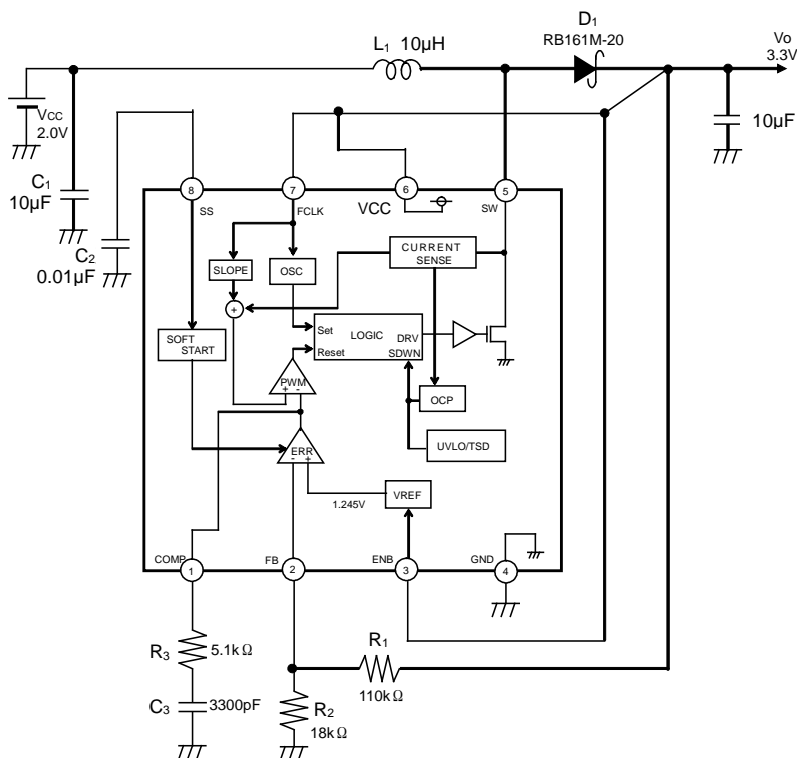 D1
L1 10µH
RB161M-20
Vo
3.3V
VCC
2.0V
10µF
C1
10µF
8
7
6
5
SS
FCLK
VCC
SW
C2
0.01µF
CURRENT
SENSE
SLOPE
OSC
+
SOFT
START
Set
LOGIC
DRV
Reset
SDWN
PWM
+ -
OCP
ERR
- +
UVLO/TSD
1.245V
VREF
COMP
FB
ENB
GND
1
2
3
4
R3
5.1kΩ
R1
110kΩ
C3
3300pF
R2
18kΩ